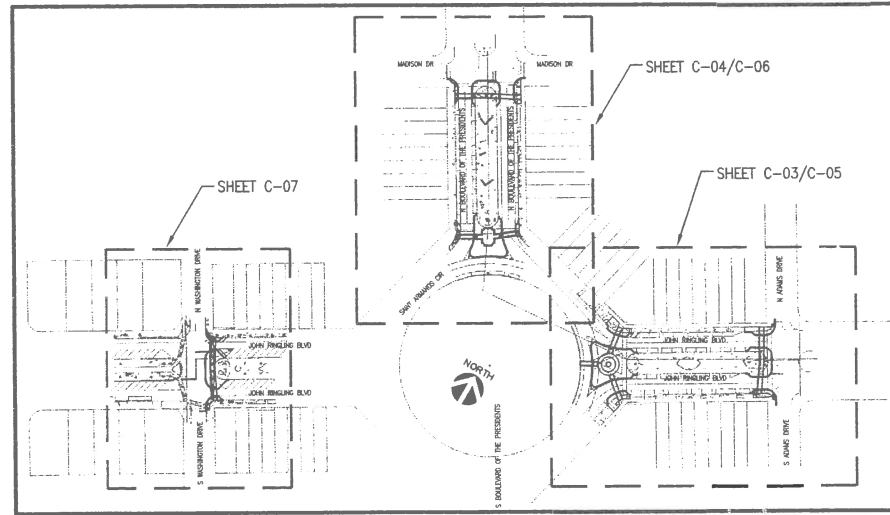 MADISON DR
MADISON DR
SHEET C-04/C-06
N BOULEVARD OF THE PRESIDENTS
N BOULEVARD OF THE PRESIDENTS
SHEET C-07
SHEET C-03/C-05
N WASHINGTON DRIVE
N ADAMS DRIVE
SAINT ARMANDS DR
JOHN RINGLING BLVD
JOHN RINGLING BLVD.
NORTH
JOHN RINGLING BLVD
JOHN RINGLING BLVD.
S WASHINGTON DRIVE
S BOULEVARD OF THE PRESIDENTS
S ADAMS DRIVE